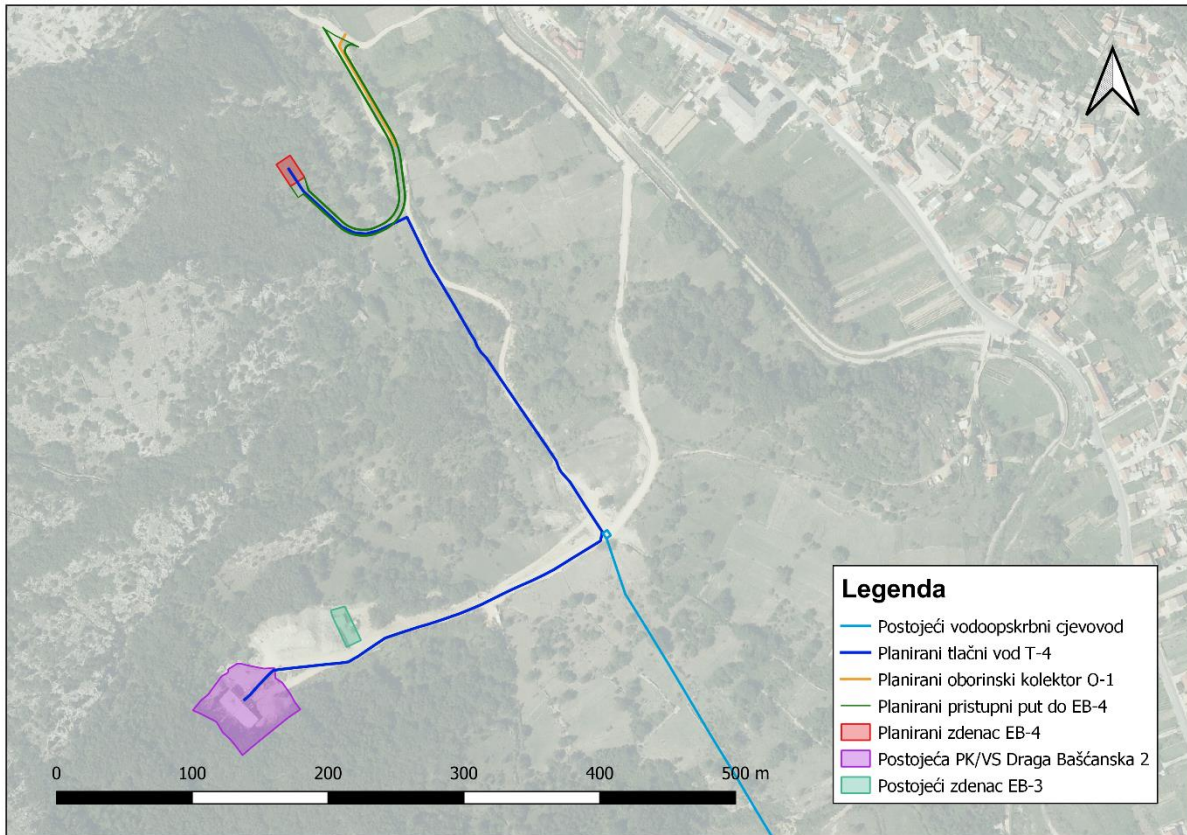 Legenda
Postojeći vodoopskrbni cjevovod
Planirani tlačni vod T-4
Planirani oborinski kolektor O-1
Planirani pristupni put do EB-4
Planirani zdenac EB-4
Postojeća PK/VS Draga Bašćanska 2
Postojeći zdenac EB-3
0 100 200 300 400 500 m